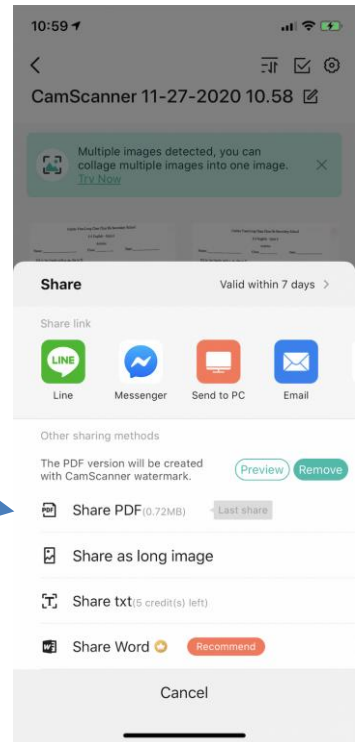 10:59
CamScanner 11-27-2020 10.58
Multiple images detected, you can
collage multiple images into one image.
Try Now
Share
Valid within 7 days >
Share link
LINE
Line
Messenger
Send to PC
Email
Other sharing methods
The PDF version will be created
with CamScanner watermark.
Preview
Remove
PDF
Share PDF(0.72MB)
Last share
Share as long image
Share txt(5 credit(s) left)
Share Word
Recommend
Cancel